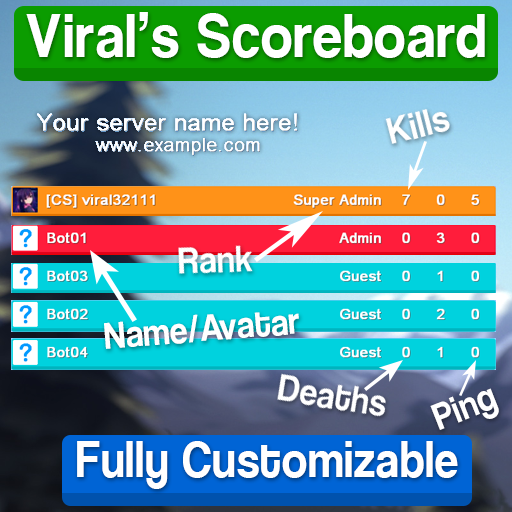 Viral's Scoreboard
Your server name here!
www.example.com
Kills
[CS] viral32111 Super Admin 7 0 5
? Bot01 Admin 0 3 0
Rank
? Bot03 Guest 0 1 0
? Bot02 Guest 0 2 0
Name/Avatar
? Bot04 Guest 0 1 0
Deaths
Ping
Fully Customizable